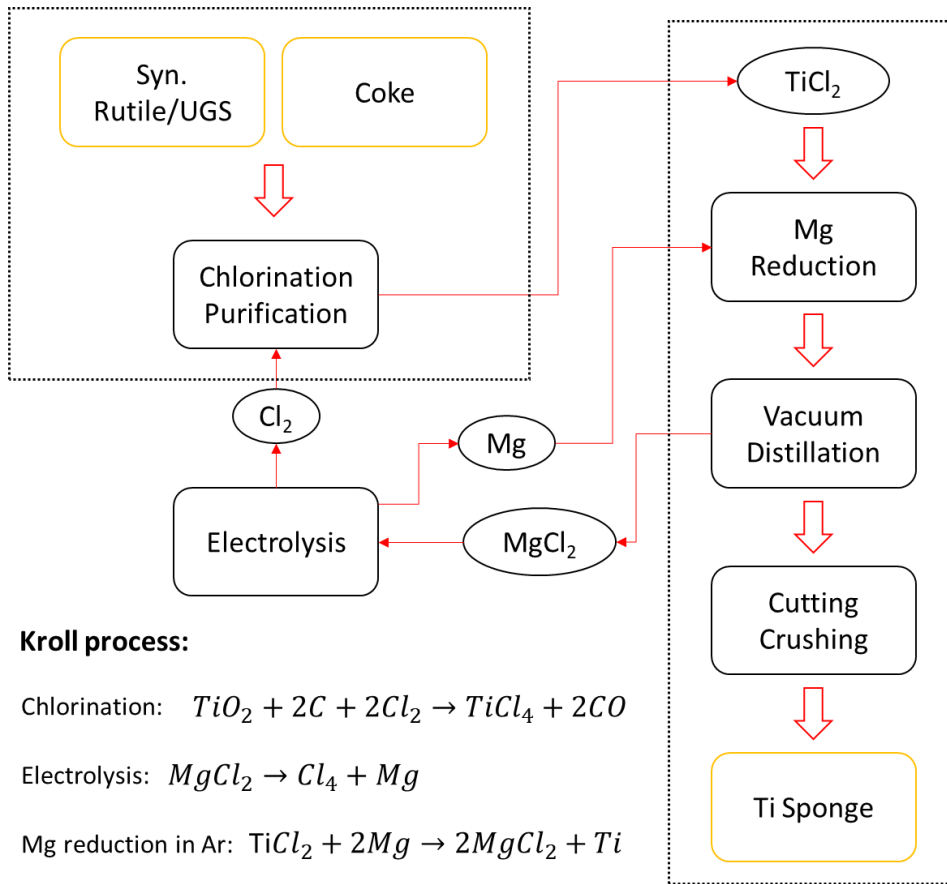 Syn.
Rutile/UGS
Coke
TiCl₂
Mg
Reduction
Chlorination
Purification
Cl₂
Mg
Vacuum
Distillation
Electrolysis
MgCl₂
Cutting
Crushing
Kroll process:
Chlorination: TiO₂ + 2C + 2Cl₂ → TiCl₄ + 2CO
Electrolysis: MgCl₂ → Cl₄ + Mg
Mg reduction in Ar: TiCl₂ + 2Mg → 2MgCl₂ + Ti
Ti Sponge